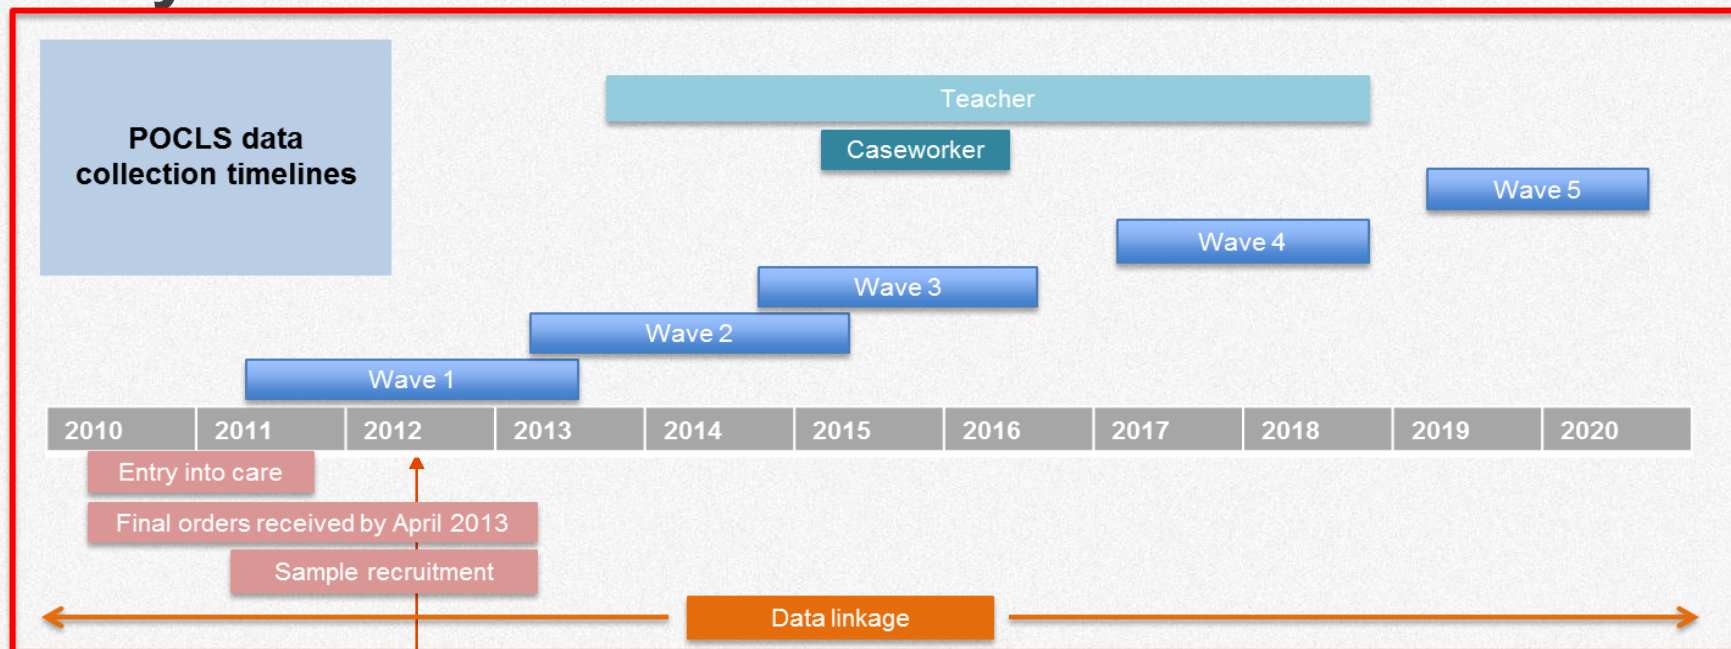 POCLS data
collection timelines
Teacher
Caseworker
Wave 5
Wave 4
Wave 3
Wave 2
Wave 1
2010 2011 2012 2013 2014 2015 2016 2017 2018 2019 2020
Entry into care
Final orders received by April 2013
Sample recruitment
Data linkage